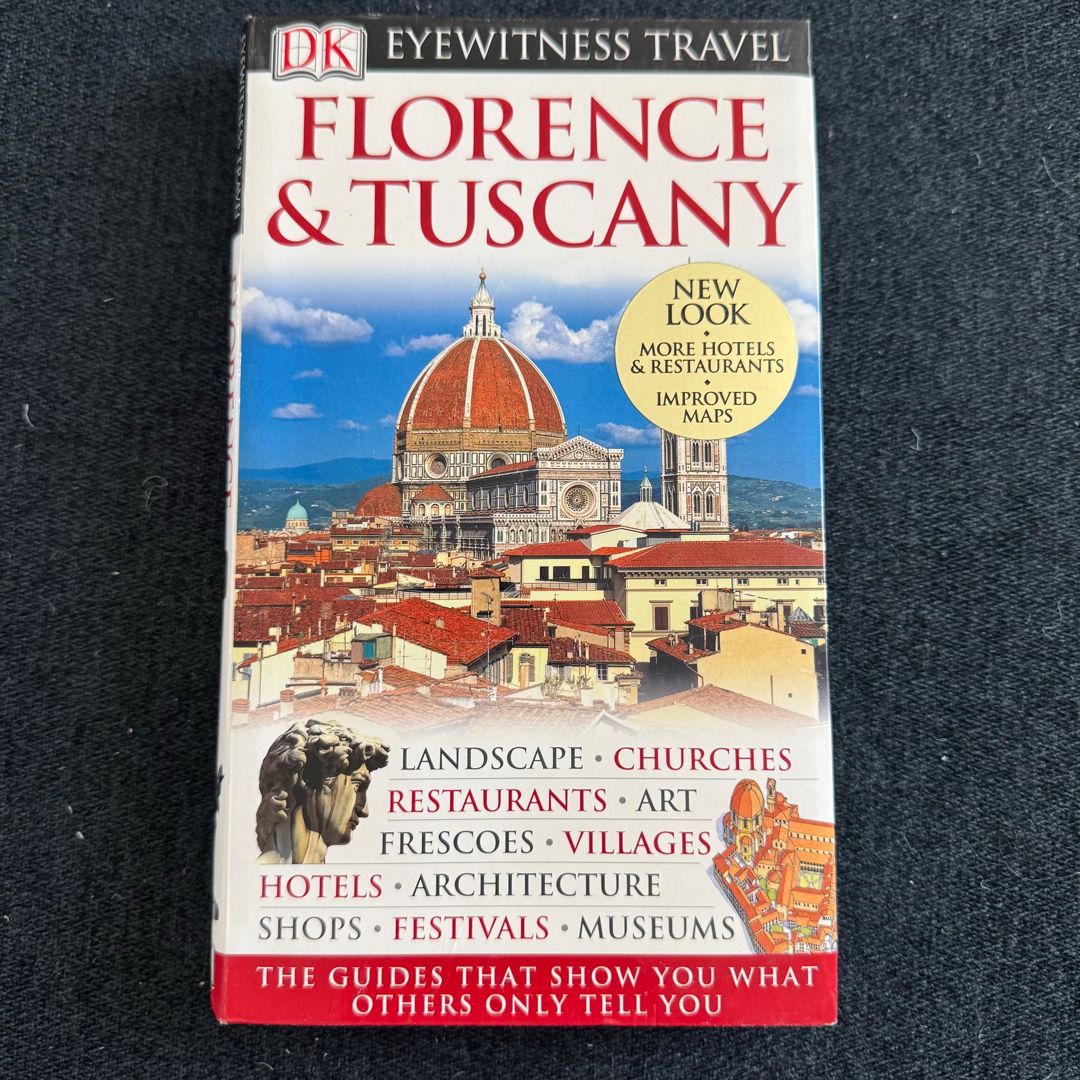 DK EYEWITNESS TRAVEL
FLORENCE
& TUSCANY
NEW
LOOK
•
MORE HOTELS
& RESTAURANTS
•
IMPROVED
MAPS
LANDSCAPE • CHURCHES
RESTAURANTS • ART
FRESCOES • VILLAGES
HOTELS • ARCHITECTURE
SHOPS • FESTIVALS • MUSEUMS
THE GUIDES THAT SHOW YOU WHAT
OTHERS ONLY TELL YOU